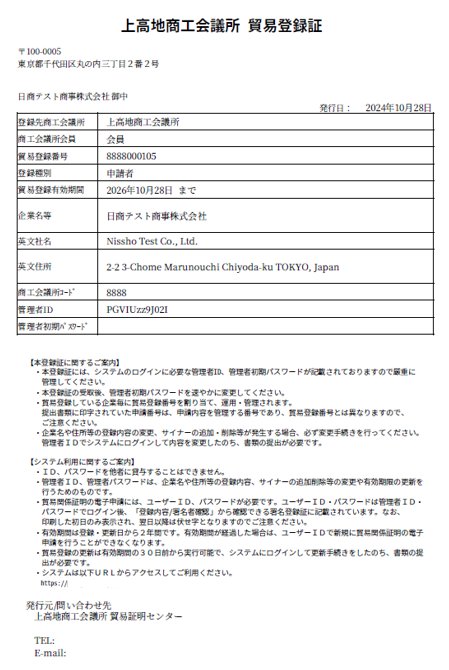 上高地商工会議所 貿易登録証
〒100-0005
東京都千代田区丸の内三丁目２番２号
日商テスト商事株式会社 御中
発行日： 2024年10月28日
登録先商工会議所 上高地商工会議所
商工会議所会員 会員
貿易登録番号 8888000105
登録種別 申請者
貿易登録有効期間 2026年10月28日 まで
企業名等 日商テスト商事株式会社
英文社名 Nissho Test Co., Ltd.
英文住所 2-2 3-Chome Marunouchi Chiyoda-ku TOKYO, Japan
商工会議所ｺｰﾄﾞ 8888
管理者ID PGVIUzz9J02I
管理者初期ﾊﾟｽﾜｰﾄﾞ
【本登録証に関するご案内】
・本登録証には、システムのログインに必要な管理者ID、管理者初期パスワードが記載されておりますので厳重に
管理してください。
・本登録証の受取後、管理者初期パスワードを速やかに変更してください。
・貿易登録している企業毎に貿易登録番号を割り当て、運用・管理されます。
提出書類に印字されていた申請番号は、申請内容を管理する番号であり、貿易登録番号とは異なりますので、
ご注意ください。
・企業名や住所等の登録内容の変更、サイナーの追加・削除等が発生する場合、必ず変更手続きを行ってください。
管理者ＩＤでシステムにログインして内容を変更したのち、書類の提出が必要です。
【システム利用に関するご案内】
・ＩＤ、パスワードを他者に貸与することはできません。
・管理者ＩＤ、管理者パスワードは、企業名や住所等の登録内容、サイナーの追加削除等の変更や有効期限の更新を
行うためのものです。
・貿易関係証明の電子申請には、ユーザーＩＤ、パスワードが必要です。ユーザーＩＤ・パスワードは管理者ＩＤ・
パスワードでログイン後、「登録内容/署名者確認」から確認できる署名登録証に記載されています。なお、
印刷した初日のみ表示され、翌日以降は伏せ字となりますのでご注意ください。
・有効期間は登録・更新日から２年間です。有効期間が経過した場合は、ユーザーＩＤで新規に貿易関係証明の電子
申請を行うことができなくなります。
・貿易登録の更新は有効期間の３０日前から実行可能で、システムにログインして更新手続きをしたのち、書類の提
出が必要です。
・システムは以下ＵＲＬからアクセスしてご利用ください。
https://
発行元/問い合わせ先
上高地商工会議所 貿易証明センター
TEL:
E-mail: